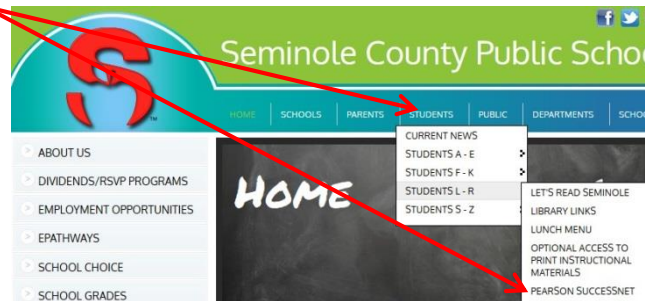 Seminole County Public Schoo
HOME SCHOOLS PARENTS STUDENTS PUBLIC DEPARTMENTS SCHOO
ABOUT US
DIVIDENDS/RSVP PROGRAMS
EMPLOYMENT OPPORTUNITIES
EPATHWAYS
SCHOOL CHOICE
SCHOOL GRADES
HOME
CURRENT NEWS
STUDENTS A - E
STUDENTS F - K
STUDENTS L - R
STUDENTS S - Z
LET'S READ SEMINOLE
LIBRARY LINKS
LUNCH MENU
OPTIONAL ACCESS TO
PRINT INSTRUCTIONAL
MATERIALS
PEARSON SUCCESSNET